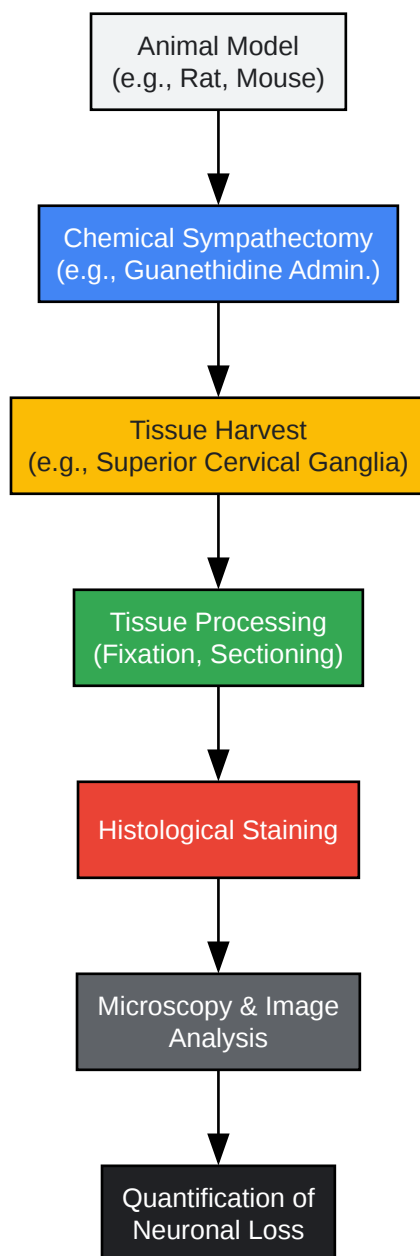 Animal Model
(e.g., Rat, Mouse)
Chemical Sympathectomy
(e.g., Guanethidine Admin.)
Tissue Harvest
(e.g., Superior Cervical Ganglia)
Tissue Processing
(Fixation, Sectioning)
Histological Staining
Microscopy & Image
Analysis
Quantification of
Neuronal Loss